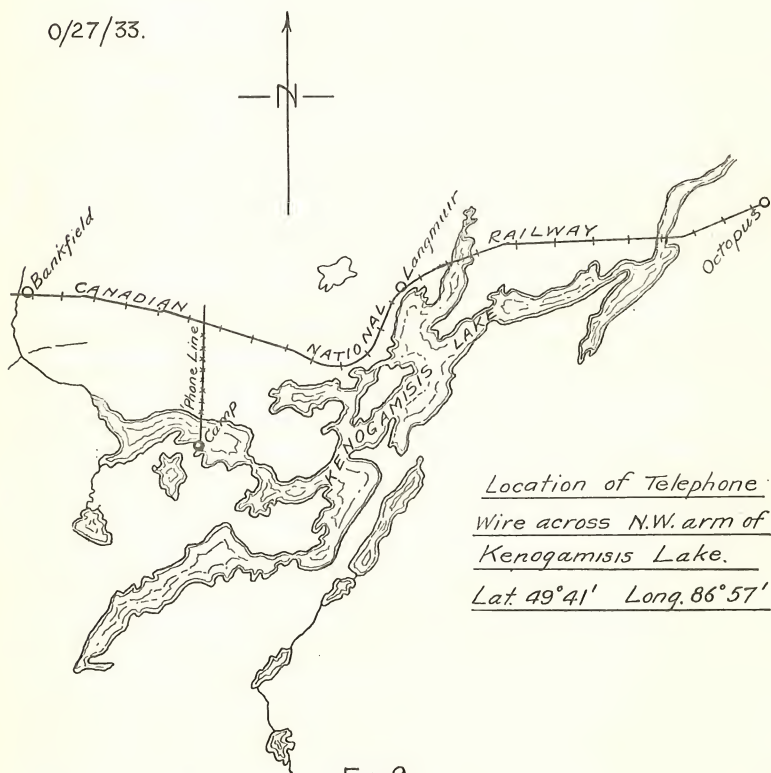 0/27/33.
N
Bankfield
CANADIAN
NATIONAL
Langmuir
RAILWAY
Octopus
Phone Line
Camp
KENOGAMISIS LAKE
Location of Telephone
Wire across N.W. arm of
Kenogamisis Lake.
Lat. 49°41' Long. 86°57'